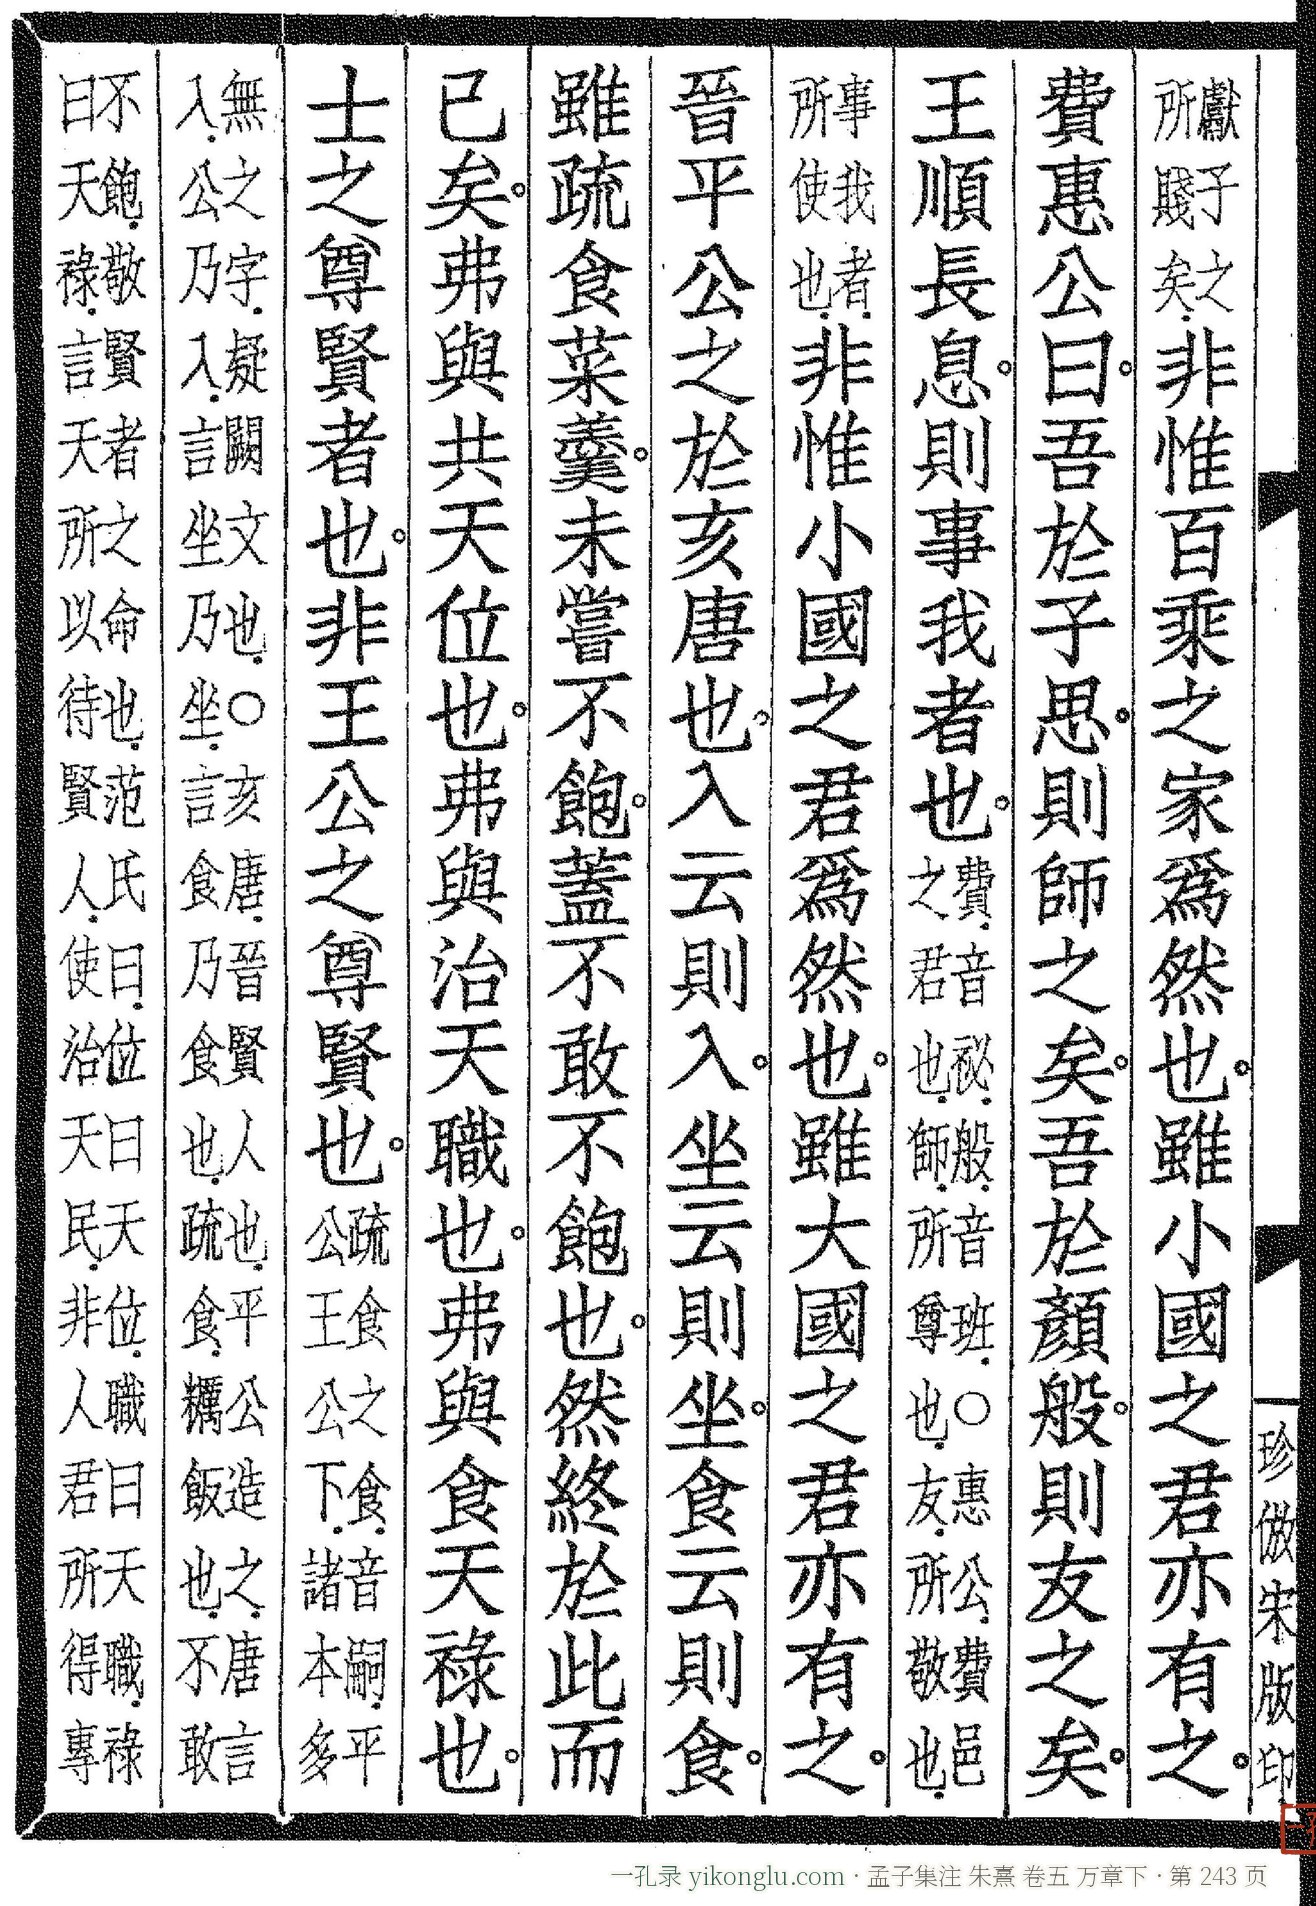 獻子之所賤矣非惟百乘之家爲然也雖小國之君亦有之
費惠公曰吾於子思則師之矣吾於顏般則友之矣
王順長息則事我者也費音祕般音班○惠公費邑之君也師所尊也友所敬也
事我者所使也非惟小國之君爲然也雖大國之君亦有之
晉平公之於亥唐也入云則入坐云則坐食云則食
雖疏食菜羹未嘗不飽蓋不敢不飽也然終於此而
已矣弗與共天位也弗與治天職也弗與食天祿也
士之尊賢者也非王公之尊賢也疏食之食音嗣平公王公下諸本多
無之字疑闕文也○亥唐晉賢人也平公造之唐言入公乃入言坐乃坐言食乃食也疏食糲飯也不敢
不飽敬賢者之命也范氏曰位曰天位職曰天職祿曰天祿言天所以待賢人使治天民非人君所得專
珍倣宋版印
一孔录 yikonglu.com · 孟子集注 朱熹 卷五 万章下 · 第 243 页